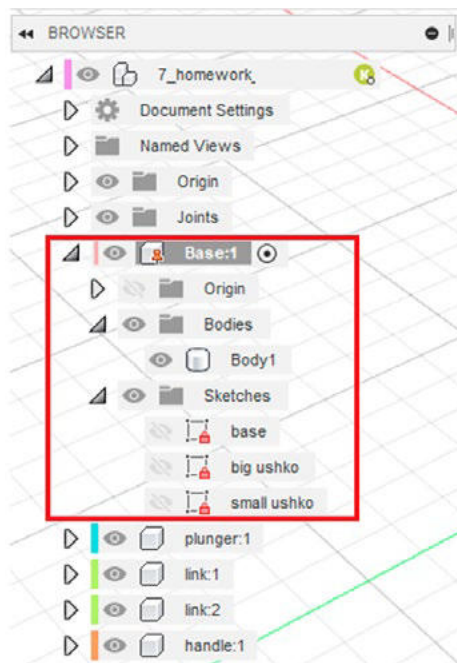 BROWSER
7_homework_
Document Settings
Named Views
Origin
Joints
Base:1
Origin
Bodies
Body1
Sketches
base
big ushko
small ushko
plunger:1
link:1
link:2
handle:1